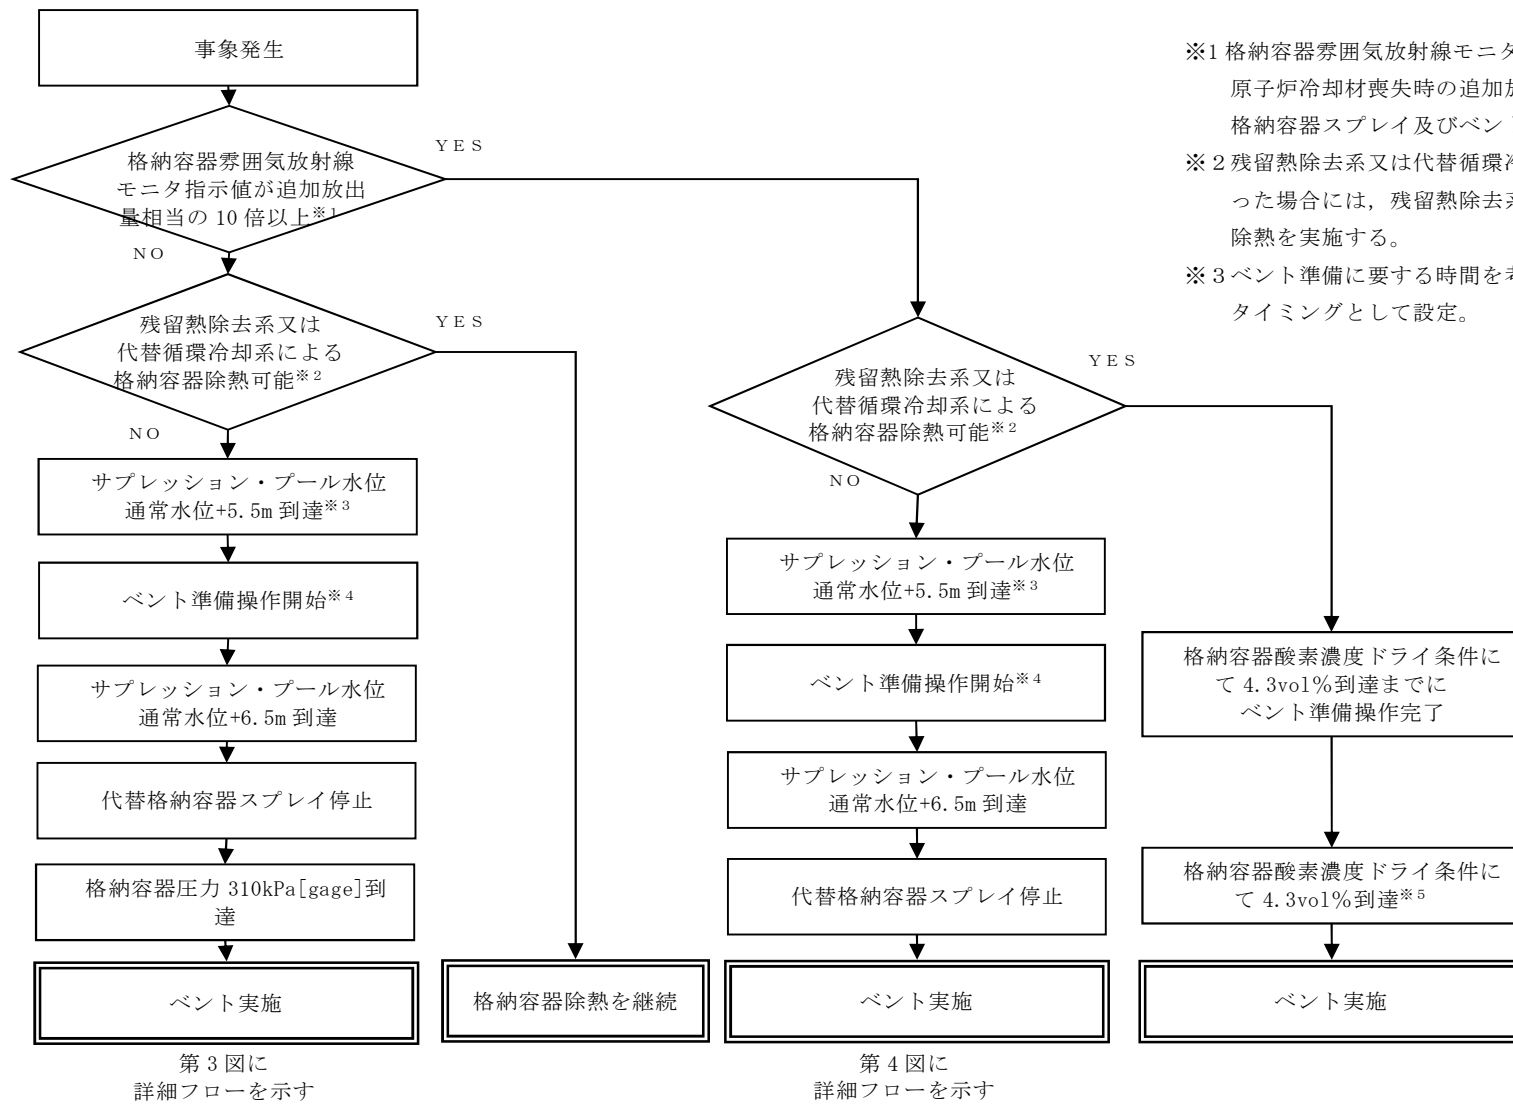 事象発生
格納容器雰囲気放射線
モニタ指示値が追加放出
量相当の 10 倍以上※1
YES
NO
残留熱除去系又は
代替循環冷却系による
格納容器除熱可能※2
YES
NO
サプレッション・プール水位
通常水位+5.5m 到達※3
ベント準備操作開始※4
サプレッション・プール水位
通常水位+6.5m 到達
代替格納容器スプレイ停止
格納容器圧力 310kPa[gage]到
達
ベント実施
第 3 図に
詳細フローを示す
格納容器除熱を継続
残留熱除去系又は
代替循環冷却系による
格納容器除熱可能※2
YES
NO
サプレッション・プール水位
通常水位+5.5m 到達※3
ベント準備操作開始※4
サプレッション・プール水位
通常水位+6.5m 到達
代替格納容器スプレイ停止
ベント実施
第 4 図に
詳細フローを示す
格納容器酸素濃度ドライ条件に
て 4.3vol%到達までに
ベント準備操作完了
格納容器酸素濃度ドライ条件に
て 4.3vol%到達※5
ベント実施
※1 格納容器雰囲気放射線モニタ
原子炉冷却材喪失時の追加放
格納容器スプレイ及びベン
※2 残留熱除去系又は代替循環冷
った場合には，残留熱除去系
除熱を実施する。
※3 ベント準備に要する時間を考
タイミングとして設定。